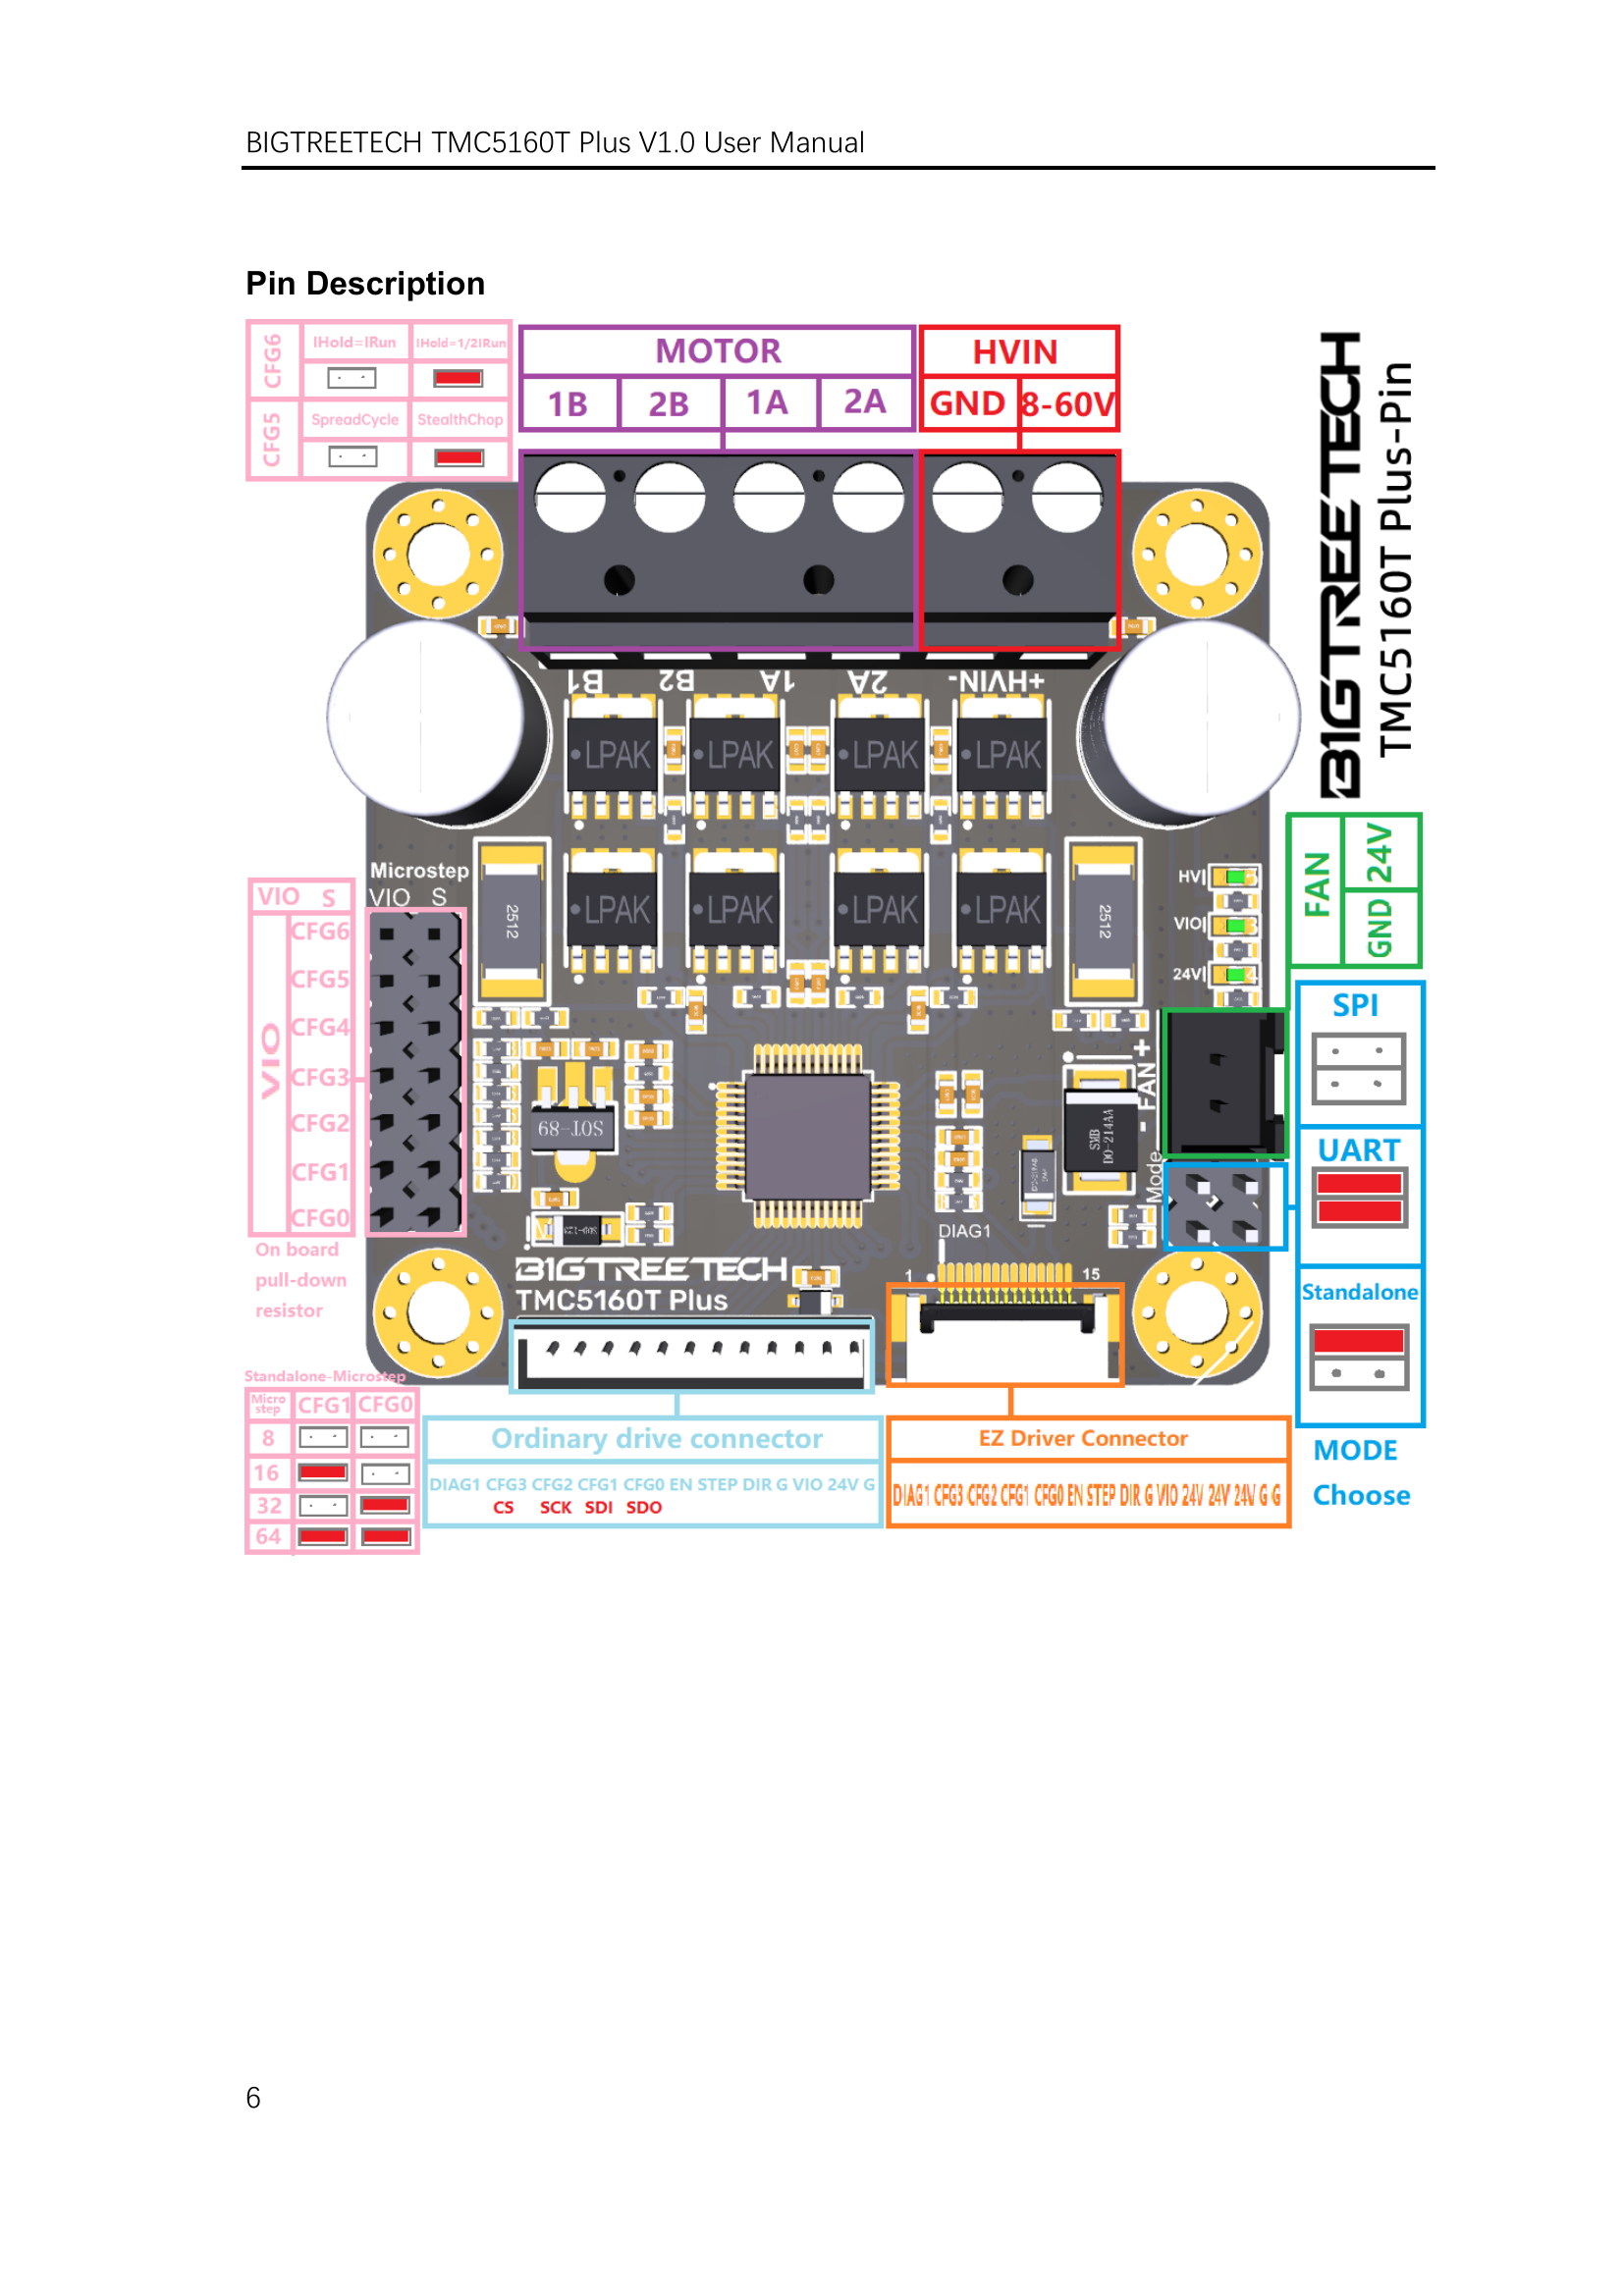 BIGTREETECH TMC5160T Plus V1.0 User Manual
Pin Description
CFG6
IHold=IRun
IHold=1/2IRun
CFG5
SpreadCycle
StealthChop
MOTOR
1B 2B 1A 2A
HVIN
GND 8-60V
BIGTREETECH
TMC5160T Plus-Pin
B1 B2 1A 2A -HVIN+
LPAK LPAK LPAK LPAK
LPAK LPAK LPAK LPAK
2512
2512
Microstep
VIO S
VIO S
VIO
CFG6
CFG5
CFG4
CFG3
CFG2
CFG1
CFG0
On board
pull-down
resistor
HV
VIO
24V
FAN
24V
GND
SOT-89
SMB
DO-214AA
- FAN +
Mode
DIAG1
1 15
BIGTREETECH
TMC5160T Plus
SPI
UART
Standalone
MODE
Choose
Standalone-Microstep
Micro
step
CFG1 CFG0
8
16
32
64
Ordinary drive connector
DIAG1 CFG3 CFG2 CFG1 CFG0 EN STEP DIR G VIO 24V G
CS SCK SDI SDO
EZ Driver Connector
DIAG1 CFG3 CFG2 CFG1 CFG0 EN STEP DIR G VIO 24V 24V 24V G G
6